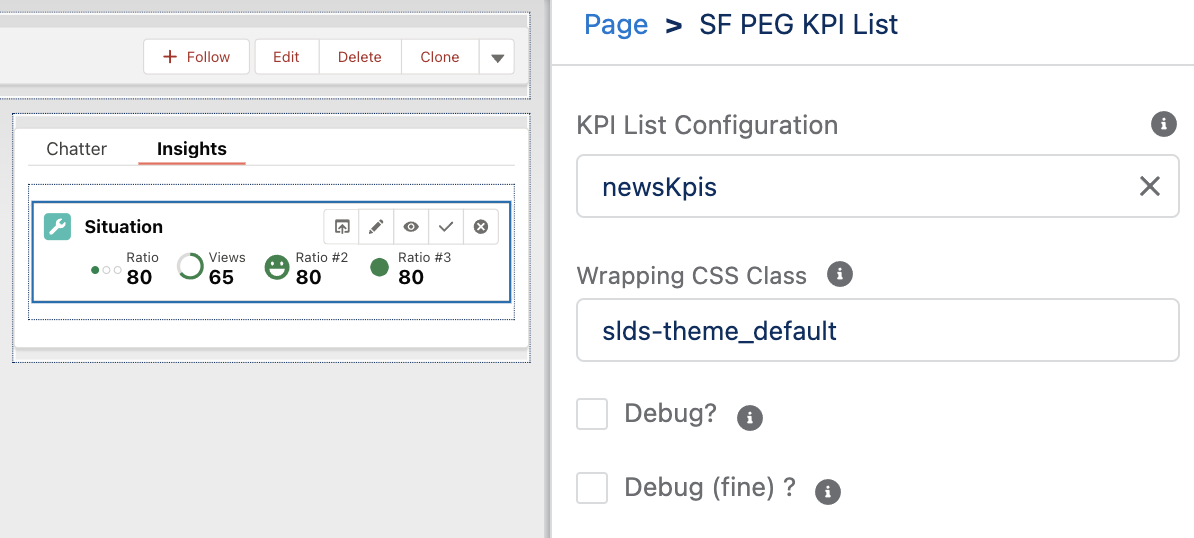 Follow Edit Delete Clone
Chatter Insights
Situation
Ratio Views Ratio #2 Ratio #3
80 65 80 80
Page > SF PEG KPI List
KPI List Configuration
newsKpis
Wrapping CSS Class
slds-theme_default
Debug?
Debug (fine) ?